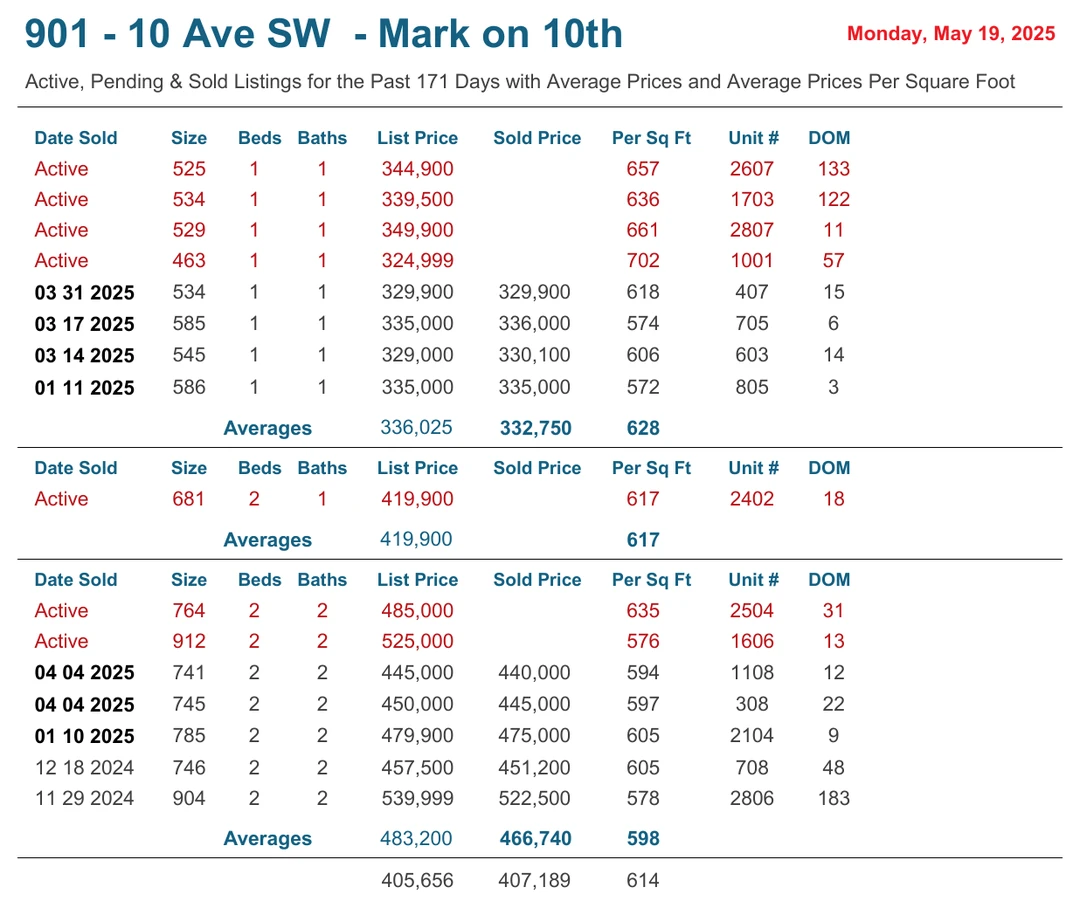 901 - 10 Ave SW - Mark on 10th Monday, May 19, 2025
Active, Pending & Sold Listings for the Past 171 Days with Average Prices and Average Prices Per Square Foot
Date Sold Size Beds Baths List Price Sold Price Per Sq Ft Unit # DOM
Active 525 1 1 344,900 657 2607 133
Active 534 1 1 339,500 636 1703 122
Active 529 1 1 349,900 661 2807 11
Active 463 1 1 324,999 702 1001 57
03 31 2025 534 1 1 329,900 329,900 618 407 15
03 17 2025 585 1 1 335,000 336,000 574 705 6
03 14 2025 545 1 1 329,000 330,100 606 603 14
01 11 2025 586 1 1 335,000 335,000 572 805 3
Averages 336,025 332,750 628
Date Sold Size Beds Baths List Price Sold Price Per Sq Ft Unit # DOM
Active 681 2 1 419,900 617 2402 18
Averages 419,900 617
Date Sold Size Beds Baths List Price Sold Price Per Sq Ft Unit # DOM
Active 764 2 2 485,000 635 2504 31
Active 912 2 2 525,000 576 1606 13
04 04 2025 741 2 2 445,000 440,000 594 1108 12
04 04 2025 745 2 2 450,000 445,000 597 308 22
01 10 2025 785 2 2 479,900 475,000 605 2104 9
12 18 2024 746 2 2 457,500 451,200 605 708 48
11 29 2024 904 2 2 539,999 522,500 578 2806 183
Averages 483,200 466,740 598
405,656 407,189 614